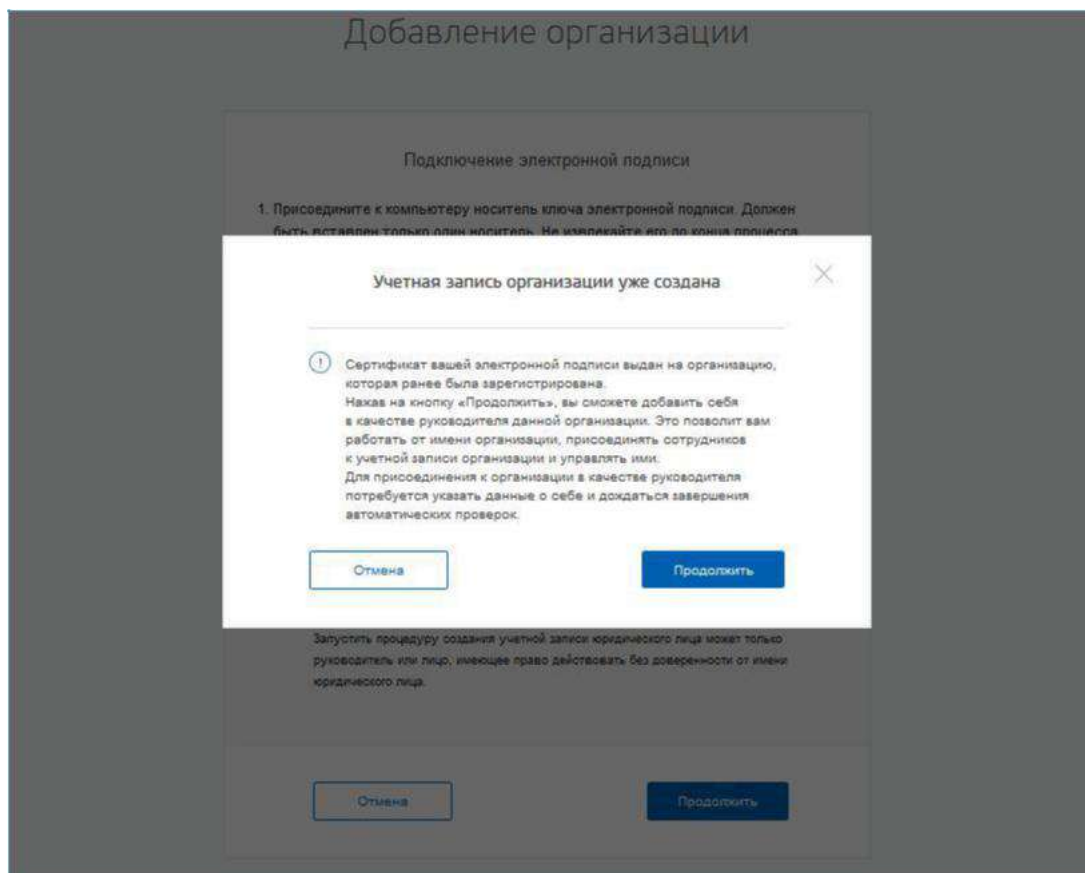 Добавление организации
Подключение электронной подписи
1. Присоедините к компьютеру носитель ключа электронной подписи. Должен
быть вставлен только один носитель. Не извлекайте его до конца процесса
Учетная запись организации уже создана
Сертификат вашей электронной подписи выдан на организацию,
которая ранее была зарегистрирована.
Нажав на кнопку «Продолжить», вы сможете добавить себя
в качестве руководителя данной организации. Это позволит вам
работать от имени организации, присоединять сотрудников
к учетной записи организации и управлять ими.
Для присоединения к организации в качестве руководителя
потребуется указать данные о себе и дождаться завершения
автоматических проверок.
Отмена
Продолжить
Запустить процедуру создания учетной записи юридического лица может только
руководитель или лицо, имеющее право действовать без доверенности от имени
юридического лица.
Отмена
Продолжить